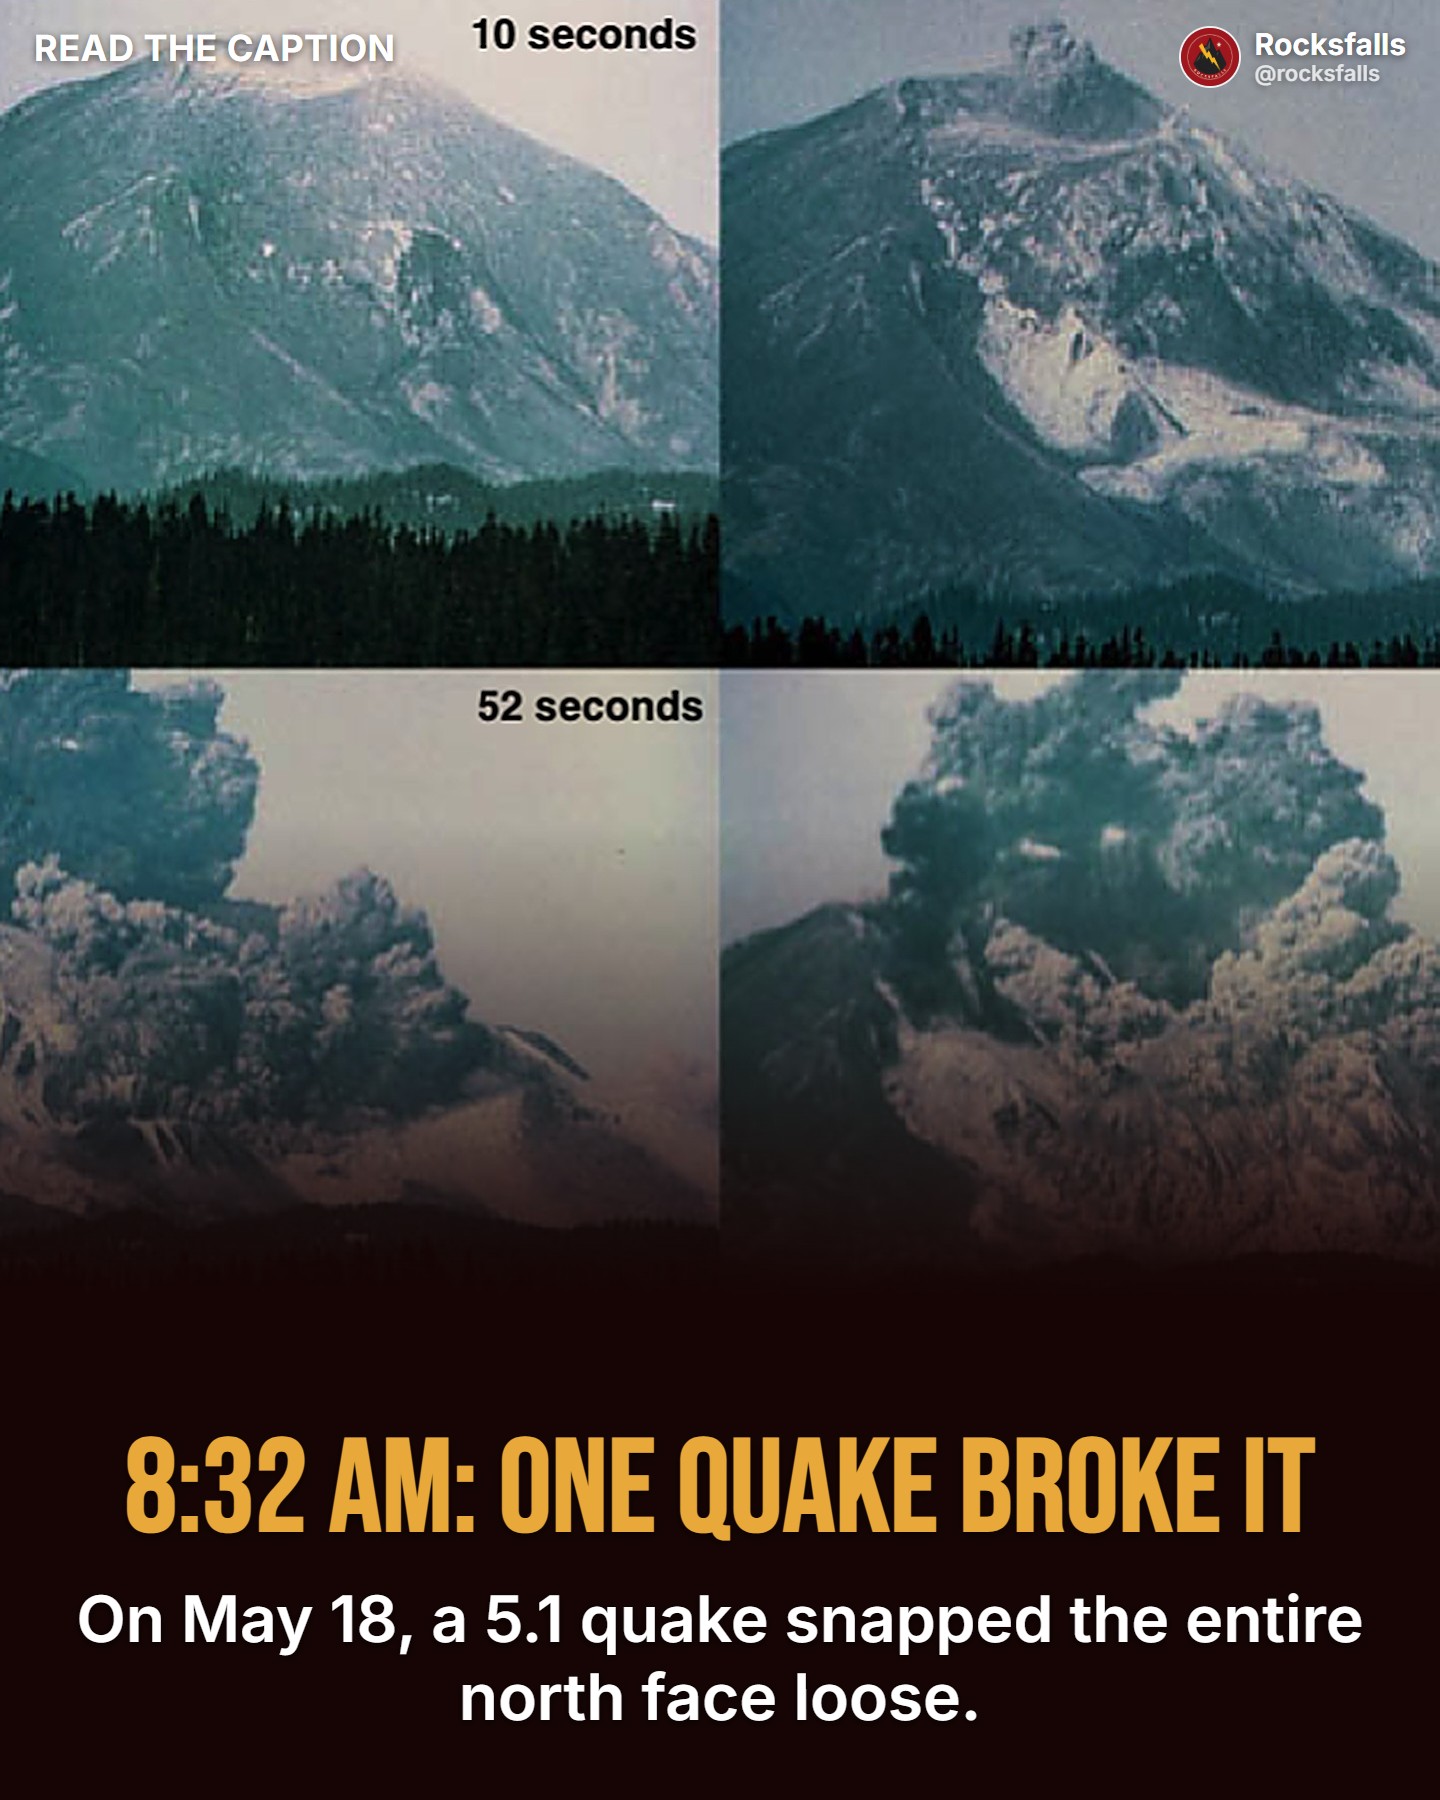 READ THE CAPTION
10 seconds
Rocksfalls
@rocksfalls
52 seconds
8:32 AM: ONE QUAKE BROKE IT
On May 18, a 5.1 quake snapped the entire
north face loose.